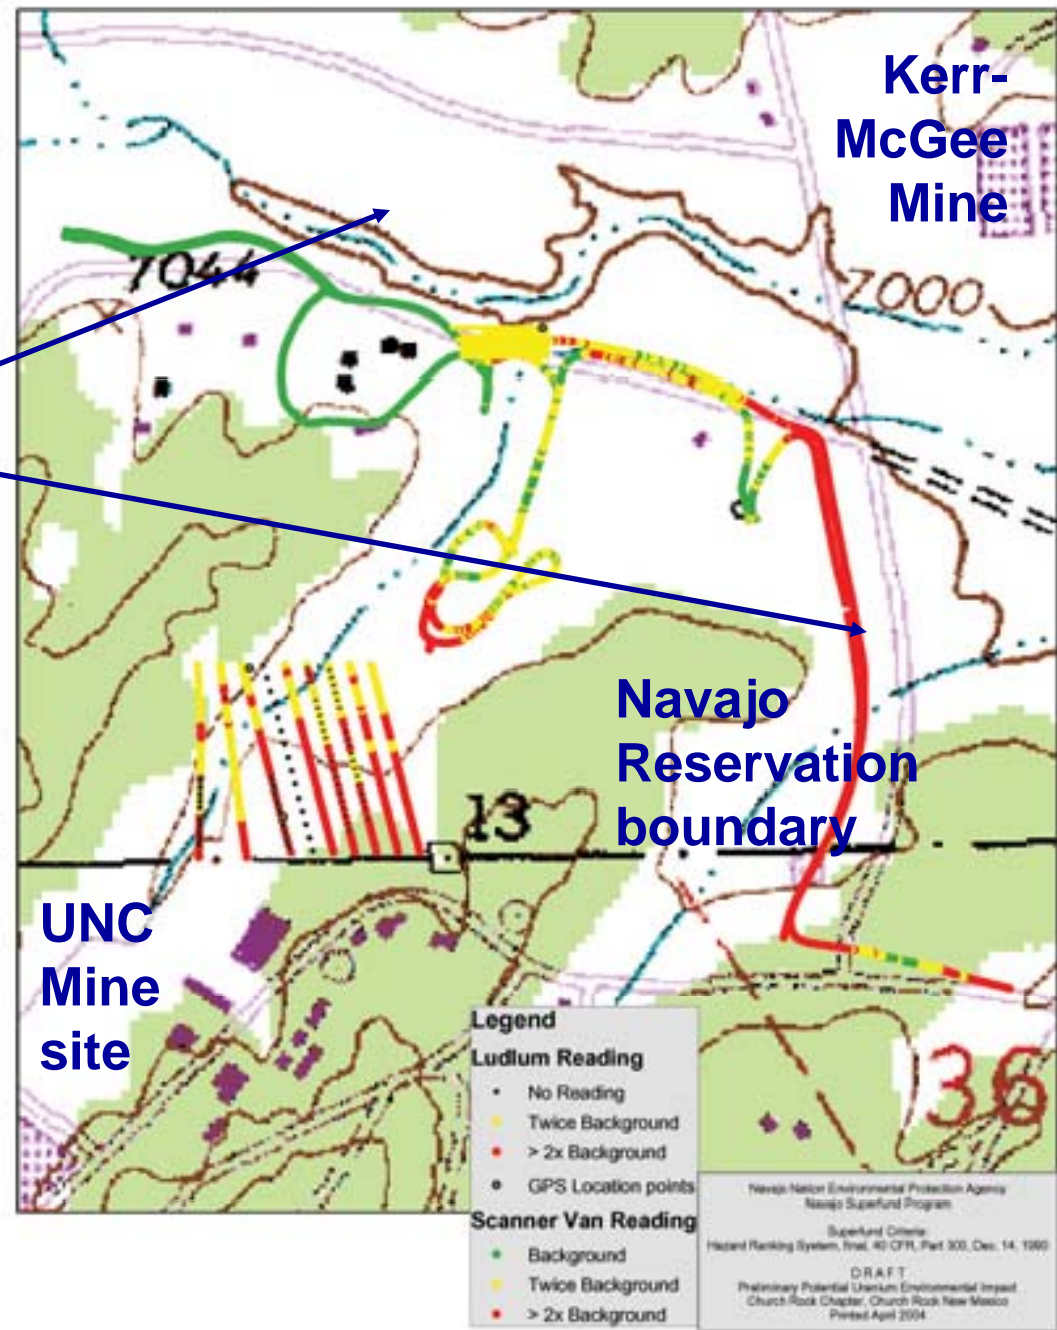 Kerr-
McGee
Mine
7044
7000
Navajo
Reservation
boundary
13
UNC
Mine
site
36
Legend
Ludlum Reading
No Reading
Twice Background
> 2x Background
GPS Location points
Scanner Van Reading
Background
Twice Background
> 2x Background
Navajo Nation Environmental Protection Agency
Navajo Superfund Program
Superfund Criteria:
Hazard Ranking System, final, 40 CFR, Part 300, Dec. 14, 1990
DRAFT
Preliminary Potential Uranium Environmental Impact
Church Rock Chapter, Church Rock New Mexico
Printed April 2004